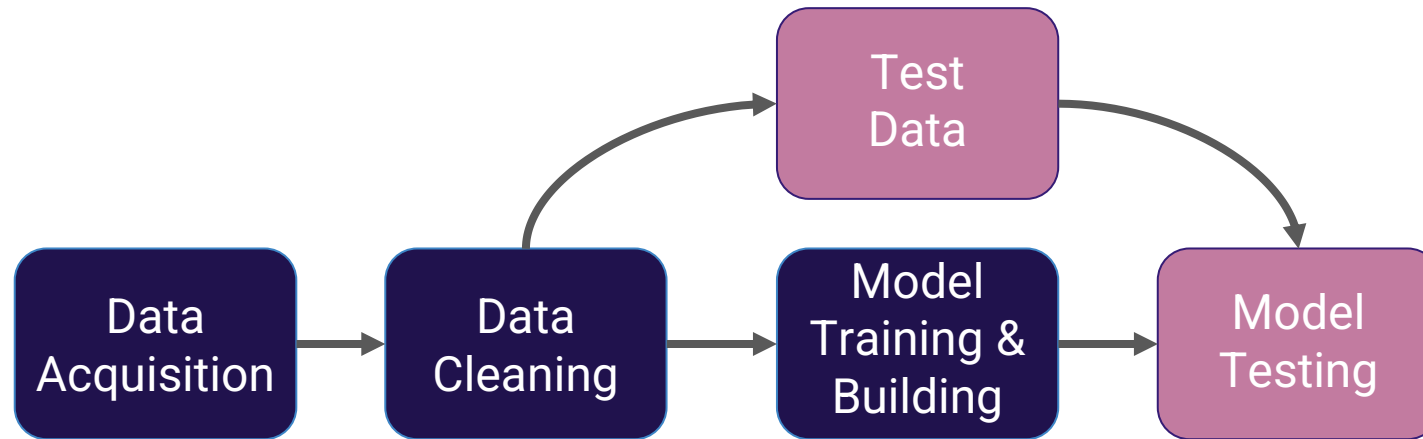 Test
Data
Data
Acquisition
Data
Cleaning
Model
Training &
Building
Model
Testing